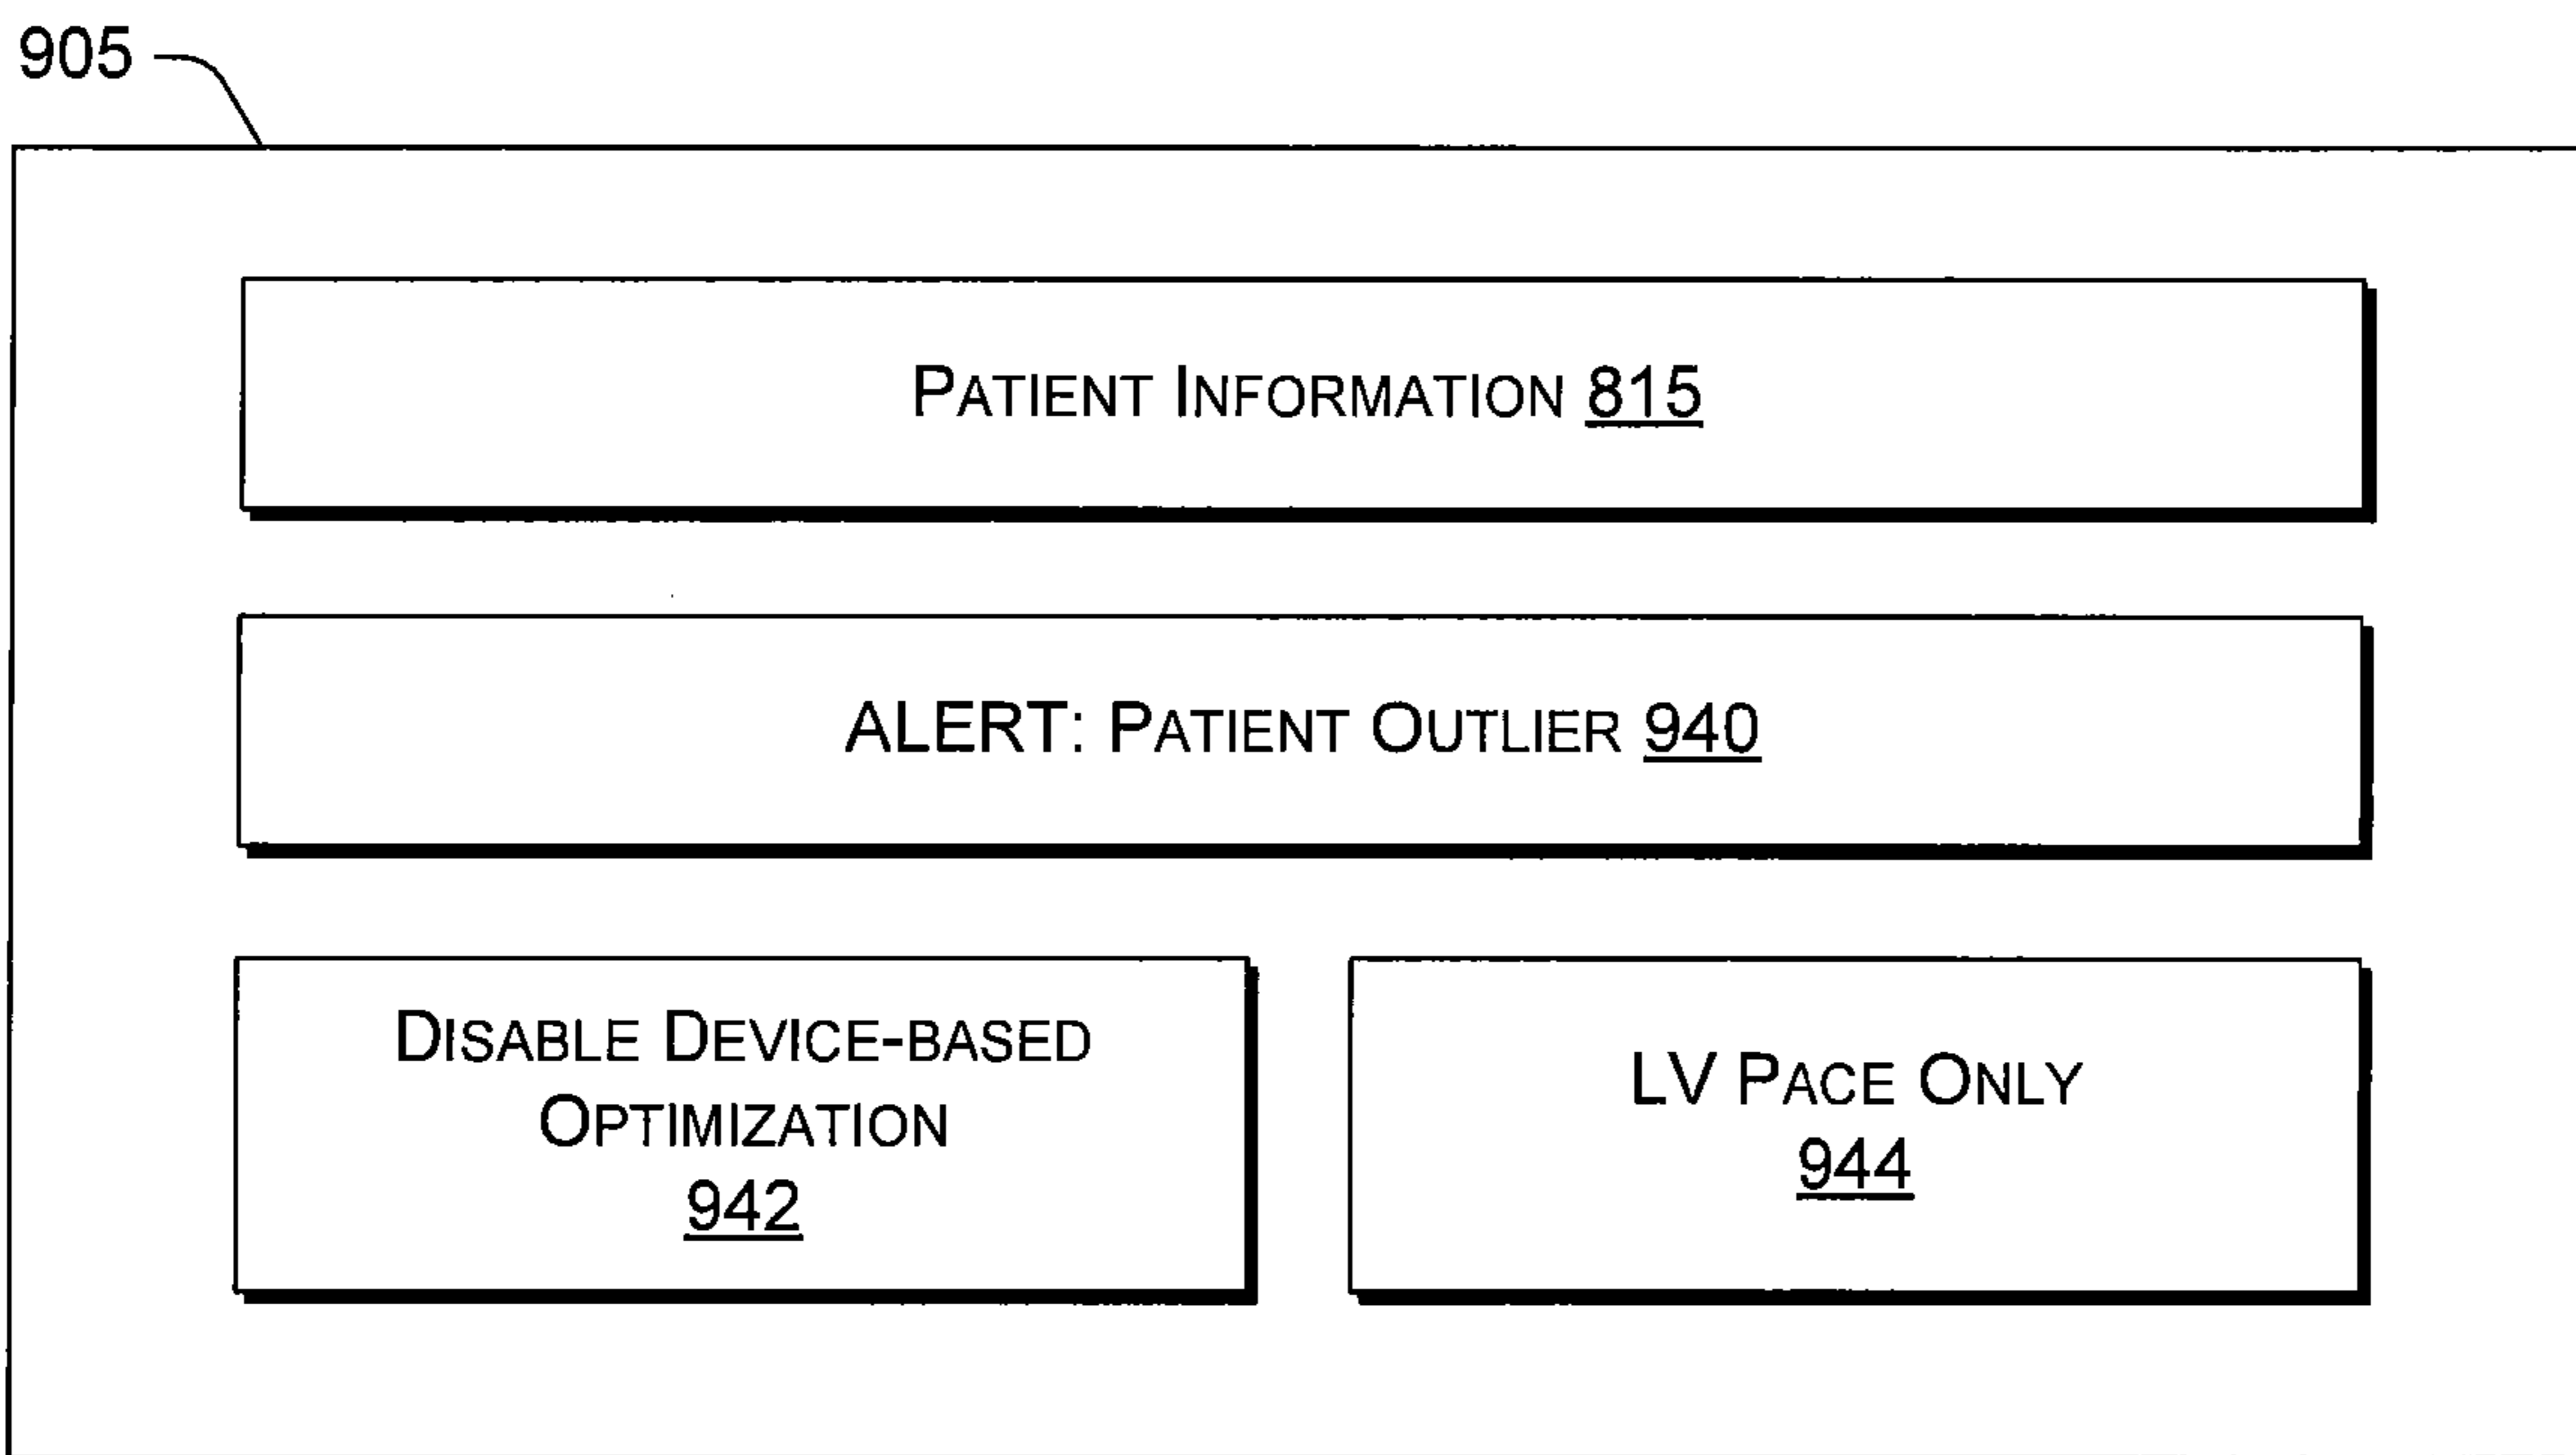 905
PATIENT INFORMATION 815
ALERT: PATIENT OUTLIER 940
DISABLE DEVICE-BASED
OPTIMIZATION
942
LV PACE ONLY
944